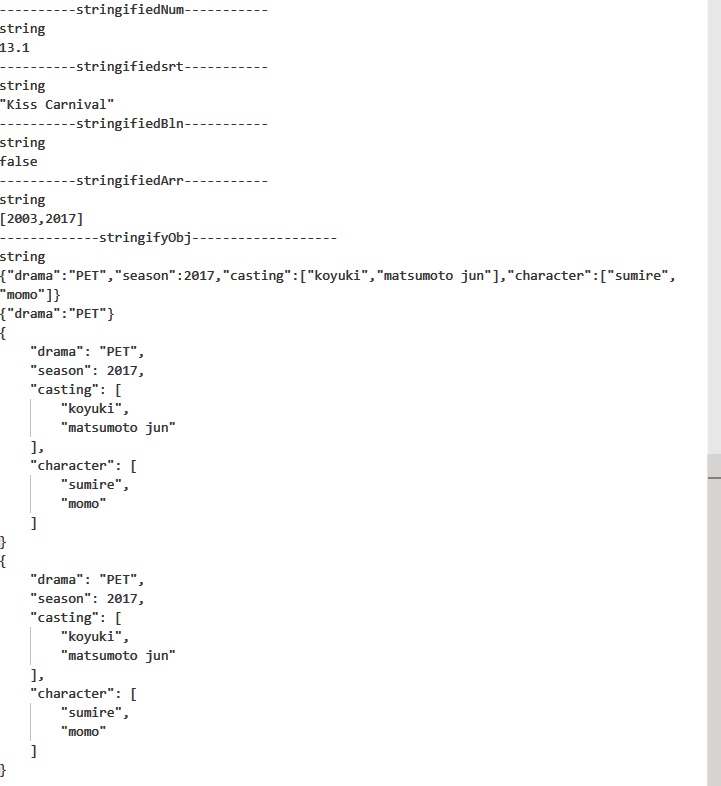 ----------stringifiedNum-----------
string
13.1
----------stringifiedsrt-----------
string
"Kiss Carnival"
----------stringifiedBln-----------
string
false
----------stringifiedArr-----------
string
[2003,2017]
-------------stringifyObj-------------------
string
{"drama":"PET","season":2017,"casting":["koyuki","matsumoto jun"],"character":["sumire",
"momo"]}
{"drama":"PET"}
{
    "drama": "PET",
    "season": 2017,
    "casting": [
        "koyuki",
        "matsumoto jun"
    ],
    "character": [
        "sumire",
        "momo"
    ]
}
{
    "drama": "PET",
    "season": 2017,
    "casting": [
        "koyuki",
        "matsumoto jun"
    ],
    "character": [
        "sumire",
        "momo"
    ]
}